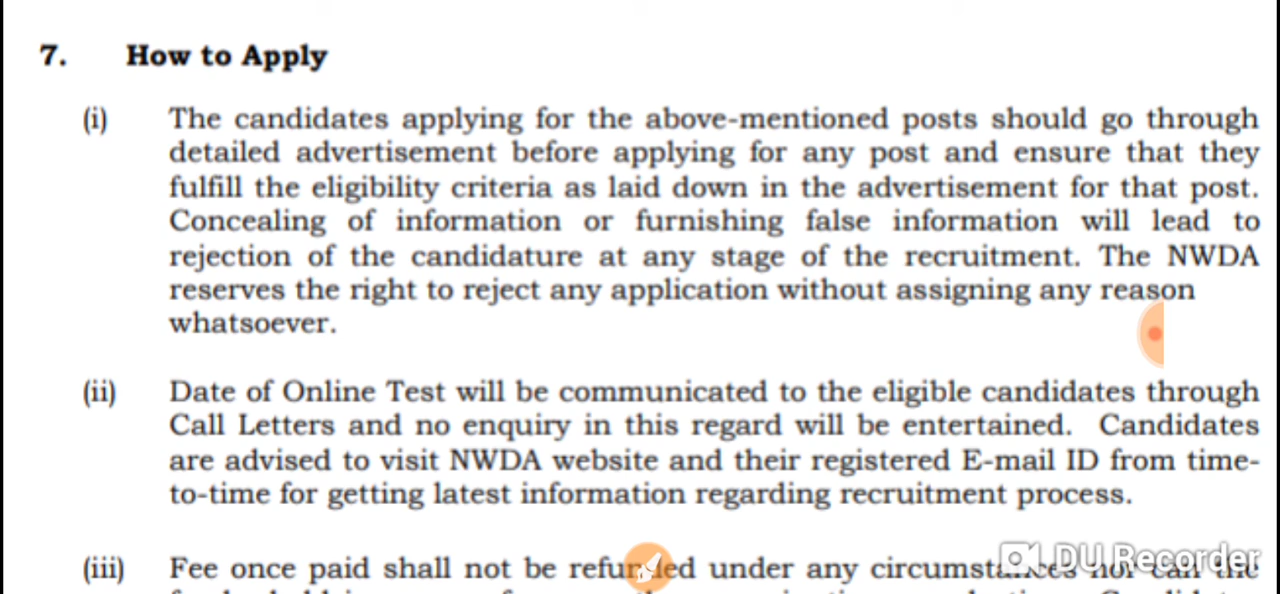 7. How to Apply
(i) The candidates applying for the above-mentioned posts should go through
detailed advertisement before applying for any post and ensure that they
fulfill the eligibility criteria as laid down in the advertisement for that post.
Concealing of information or furnishing false information will lead to
rejection of the candidature at any stage of the recruitment. The NWDA
reserves the right to reject any application without assigning any reason
whatsoever.
(ii) Date of Online Test will be communicated to the eligible candidates through
Call Letters and no enquiry in this regard will be entertained. Candidates
are advised to visit NWDA website and their registered E-mail ID from time-
to-time for getting latest information regarding recruitment process.
(iii) Fee once paid shall not be refunded under any circumstances nor can the
DU Recorder